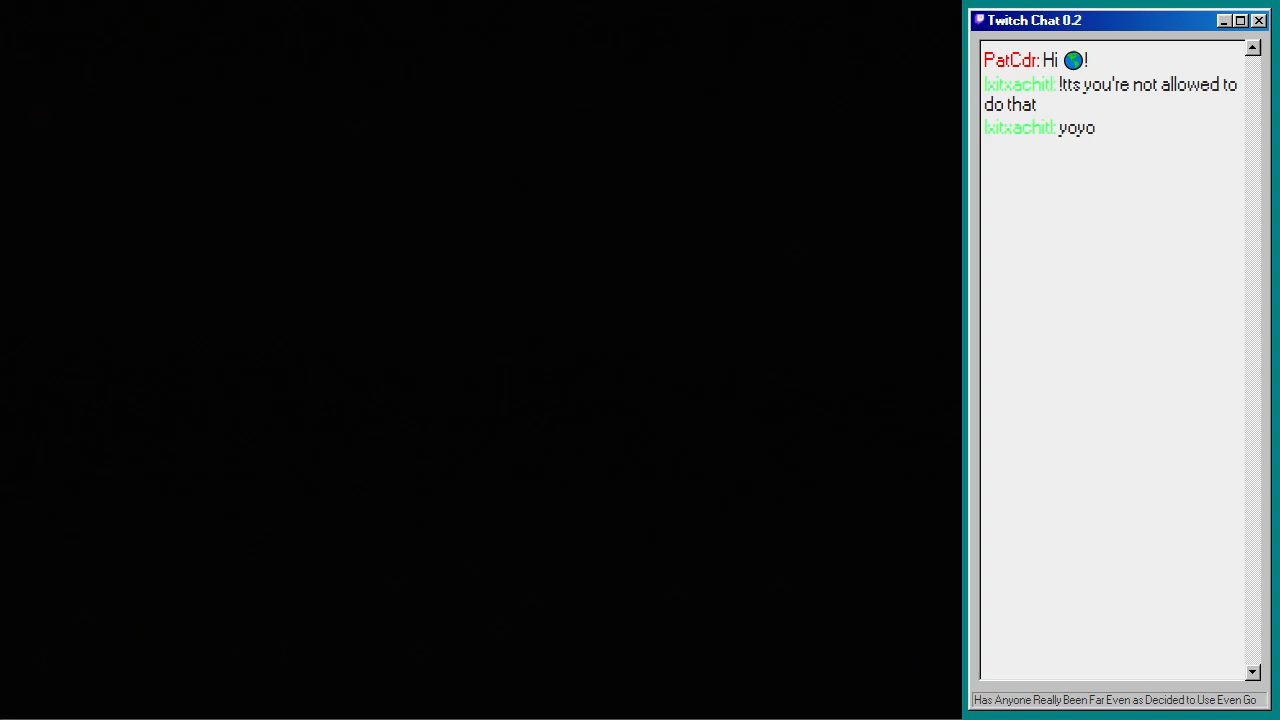 Twitch Chat 0.2
PatCdr: Hi 🌎!
Ixitxachitl: !tts you're not allowed to
do that
Ixitxachitl: yoyo
Has Anyone Really Been Far Even as Decided to Use Even Go